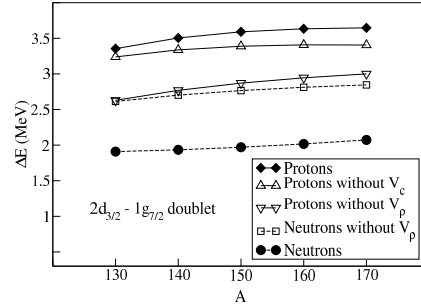 3.5
3
2.5
2
1.5
1
ΔE (MeV)
2d3/2 - 1g7/2 doublet
Protons
Protons without Vc
Protons without Vρ
Neutrons without Vρ
Neutrons
130 140 150 160 170
A